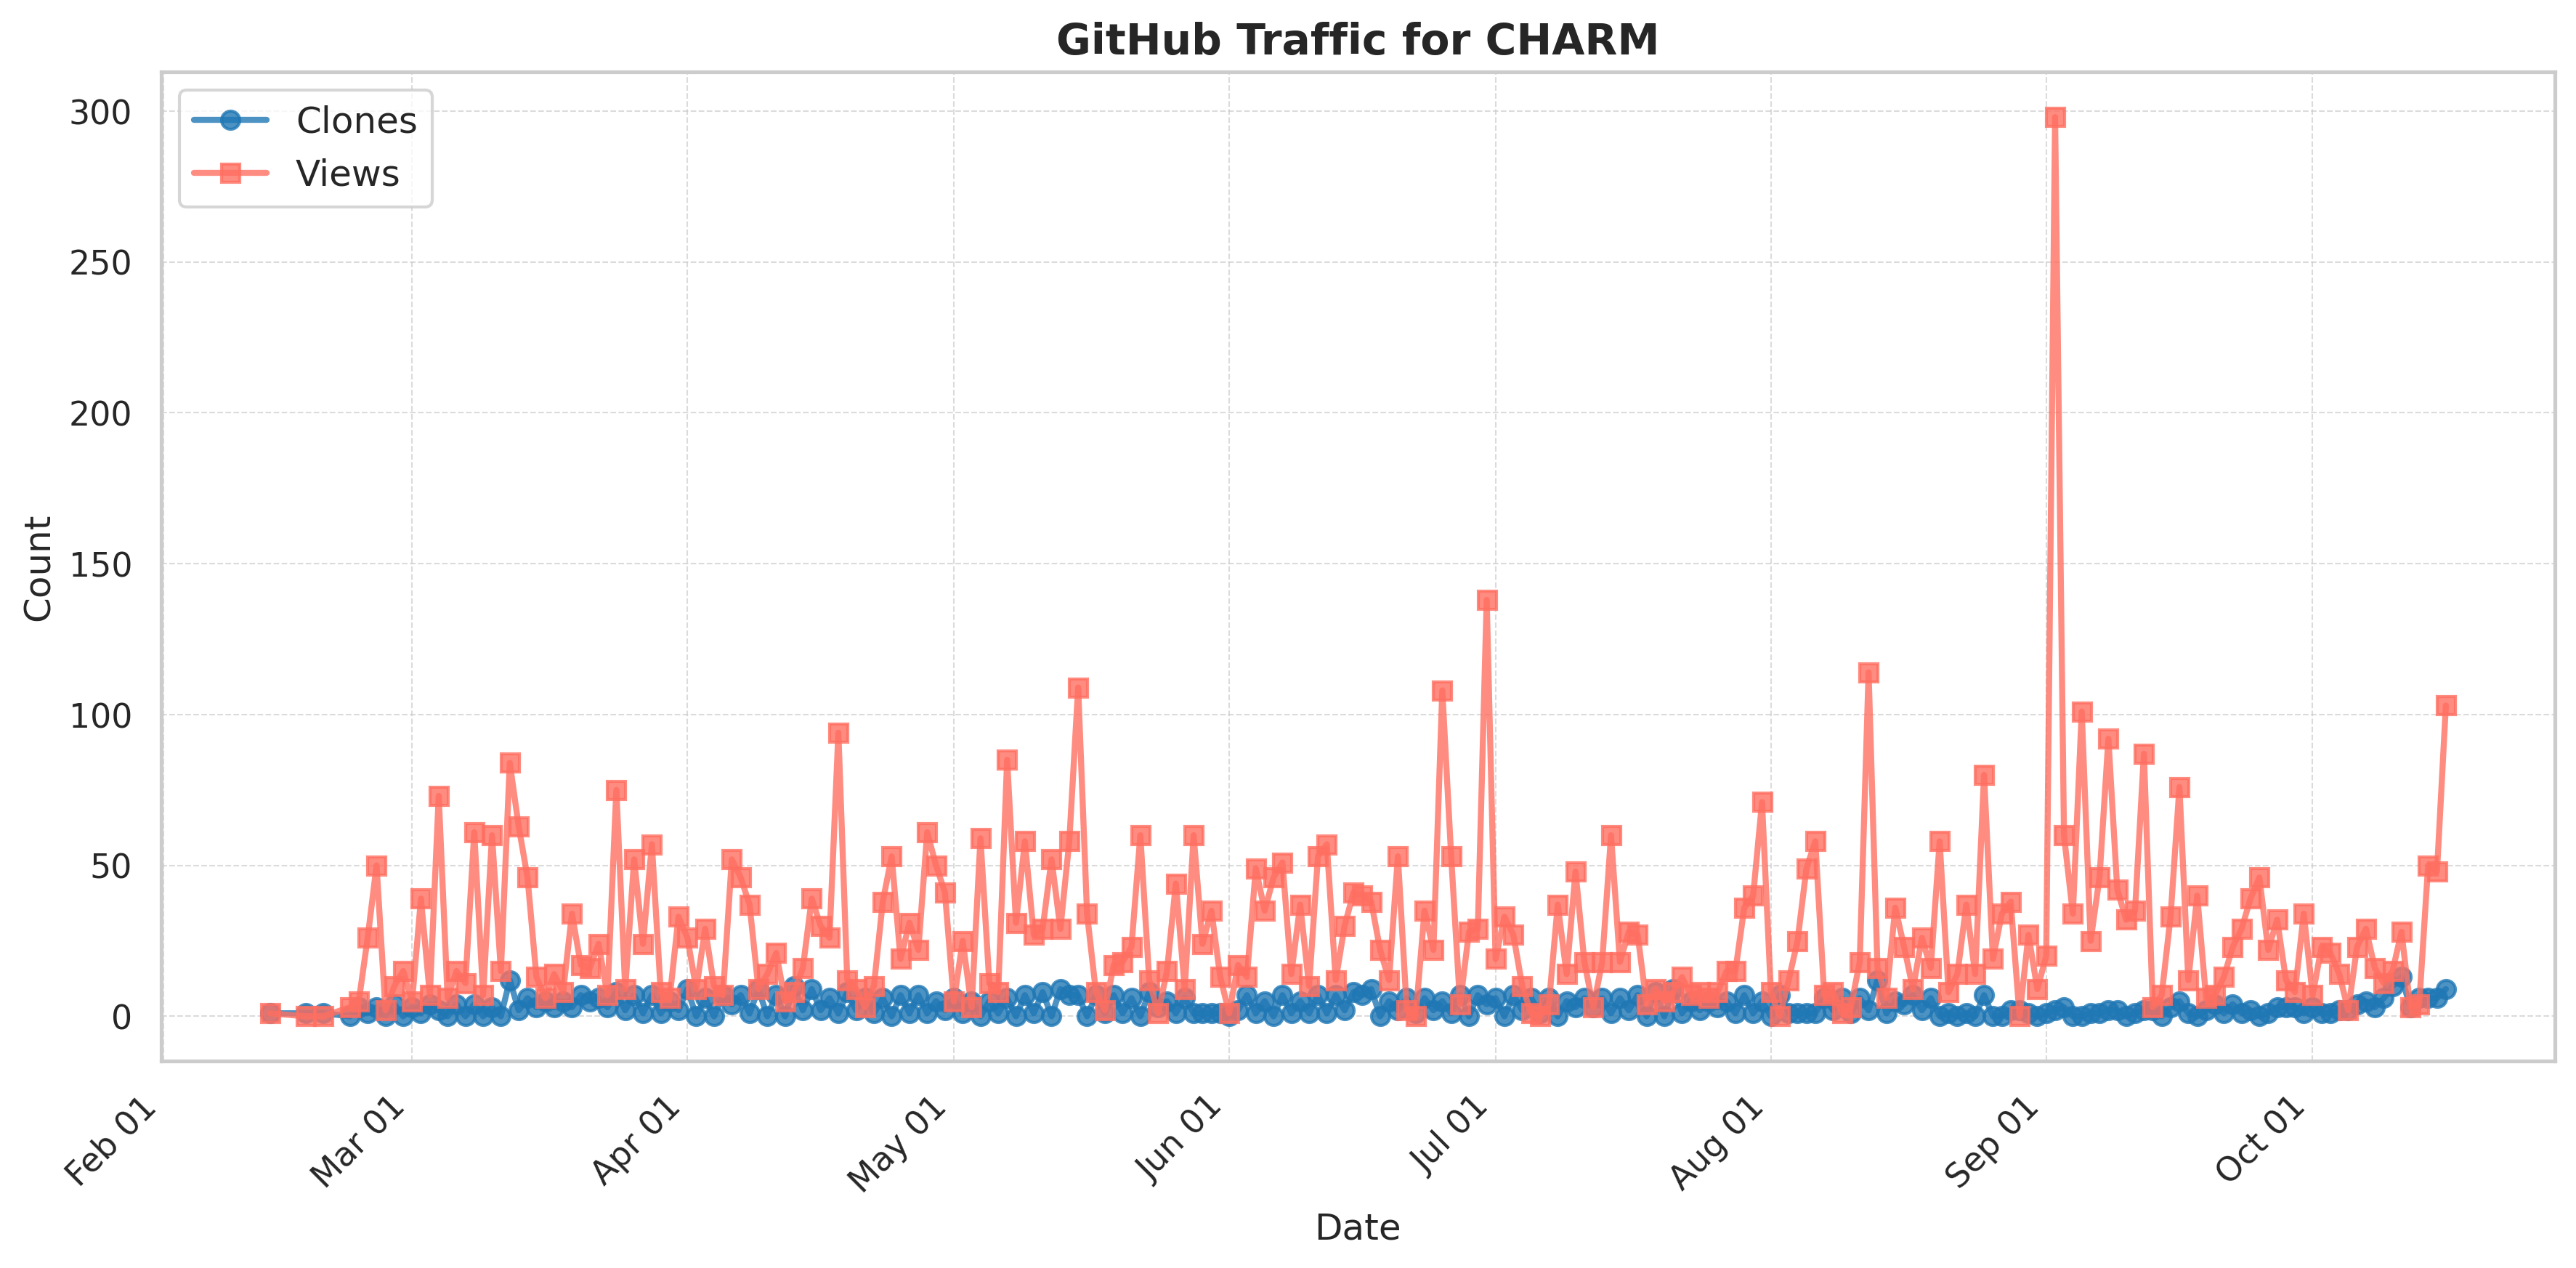 GitHub Traffic for CHARM
Clones
Views
300
250
200
150
100
50
0
Count
Feb 01
Mar 01
Apr 01
May 01
Jun 01
Jul 01
Aug 01
Sep 01
Oct 01
Date